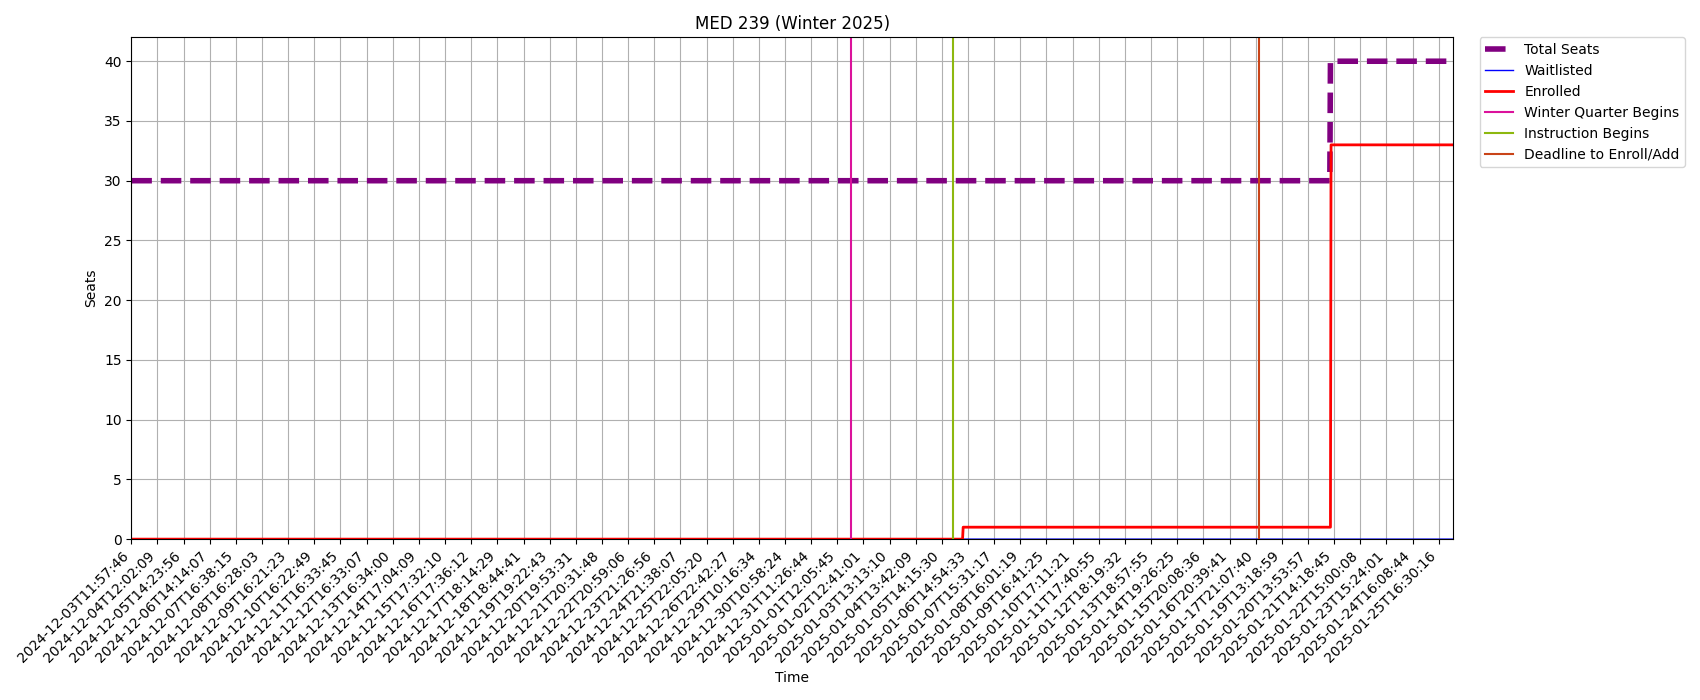 MED 239 (Winter 2025)
Total Seats
Waitlisted
Enrolled
Winter Quarter Begins
Instruction Begins
Deadline to Enroll/Add
Seats
40
35
30
25
20
15
10
5
0
2024-12-03T11:57:46
2024-12-04T12:02:09
2024-12-05T14:23:56
2024-12-06T14:14:07
2024-12-07T16:38:15
2024-12-08T16:28:03
2024-12-09T16:21:23
2024-12-10T16:22:49
2024-12-11T16:33:45
2024-12-12T16:33:07
2024-12-13T16:34:00
2024-12-14T17:04:09
2024-12-15T17:32:10
2024-12-16T17:36:12
2024-12-17T18:14:29
2024-12-18T18:44:41
2024-12-19T19:22:43
2024-12-20T19:53:31
2024-12-21T20:31:48
2024-12-22T20:59:06
2024-12-23T21:26:56
2024-12-24T21:38:07
2024-12-25T22:05:20
2024-12-26T22:42:27
2024-12-29T10:16:34
2024-12-30T10:58:24
2024-12-31T11:26:44
2025-01-01T12:05:45
2025-01-02T12:41:01
2025-01-03T13:13:10
2025-01-04T13:42:09
2025-01-05T14:15:30
2025-01-06T14:54:33
2025-01-07T15:31:17
2025-01-08T16:01:19
2025-01-09T16:41:25
2025-01-10T17:11:21
2025-01-11T17:40:55
2025-01-12T18:19:32
2025-01-13T18:57:55
2025-01-14T19:26:25
2025-01-15T20:08:36
2025-01-16T20:39:41
2025-01-17T21:07:40
2025-01-19T13:18:59
2025-01-20T13:53:57
2025-01-21T14:18:45
2025-01-22T15:00:08
2025-01-23T15:24:01
2025-01-24T16:08:44
2025-01-25T16:30:16
Time